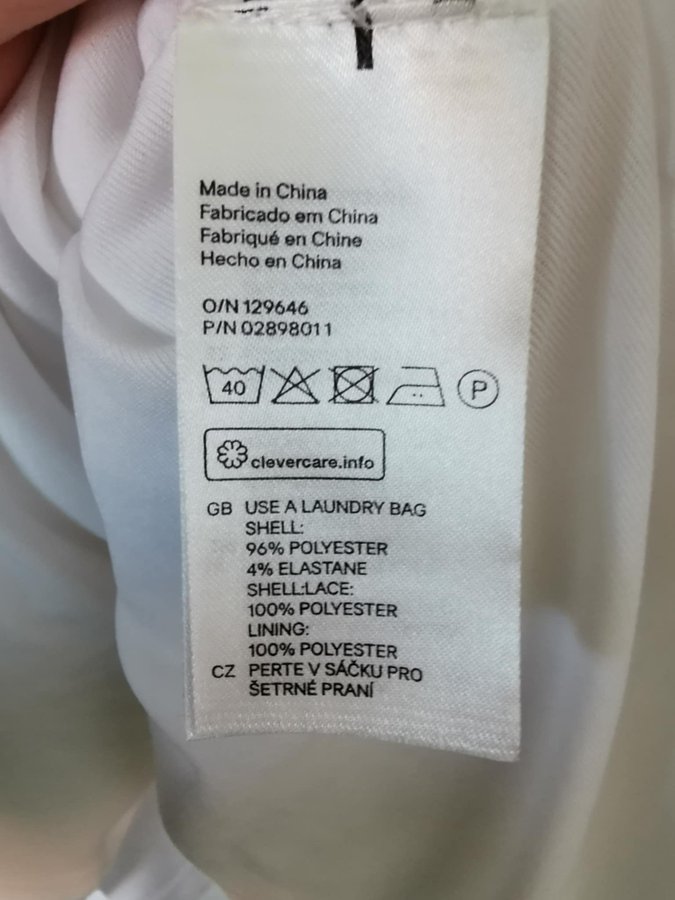 Made in China
Fabricado em China
Fabriqué en Chine
Hecho en China
O/N 129646
P/N 02898011
40 P
clevercare.info
GB USE A LAUNDRY BAG
SHELL:
96% POLYESTER
4% ELASTANE
SHELL:LACE:
100% POLYESTER
LINING:
100% POLYESTER
CZ PERTE V SÁČKU PRO
ŠETRNÉ PRANÍ